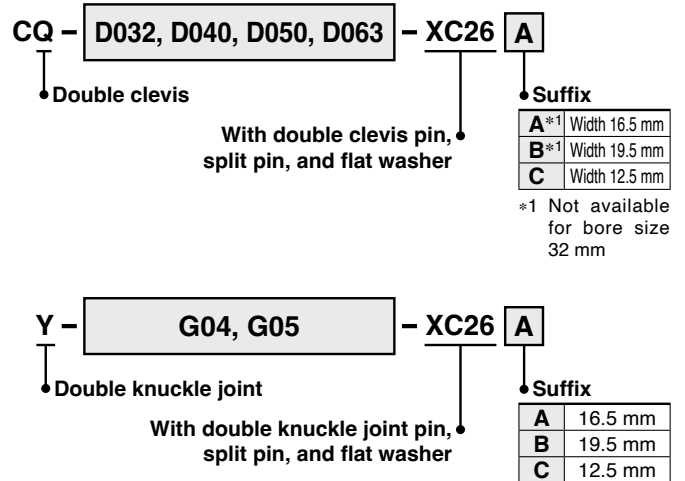 CQ – D032, D040, D050, D063 – XC26 A
Double clevis
With double clevis pin,
split pin, and flat washer
Suffix
A*1 Width 16.5 mm
B*1 Width 19.5 mm
C Width 12.5 mm
*1 Not available
for bore size
32 mm
Y – G04, G05 – XC26 A
Double knuckle joint
With double knuckle joint pin,
split pin, and flat washer
Suffix
A 16.5 mm
B 19.5 mm
C 12.5 mm